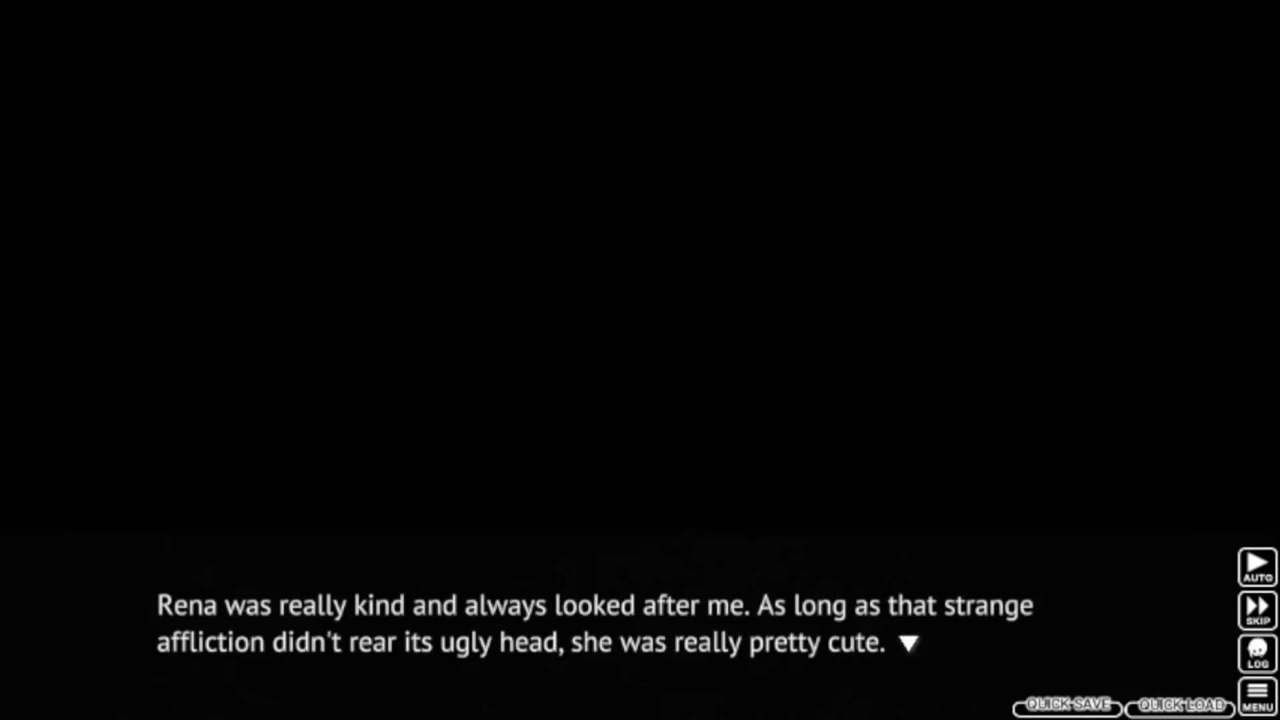 Rena was really kind and always looked after me. As long as that strange
affliction didn't rear its ugly head, she was really pretty cute.
AUTO
SKIP
LOG
MENU
QUICK SAVE QUICK LOAD